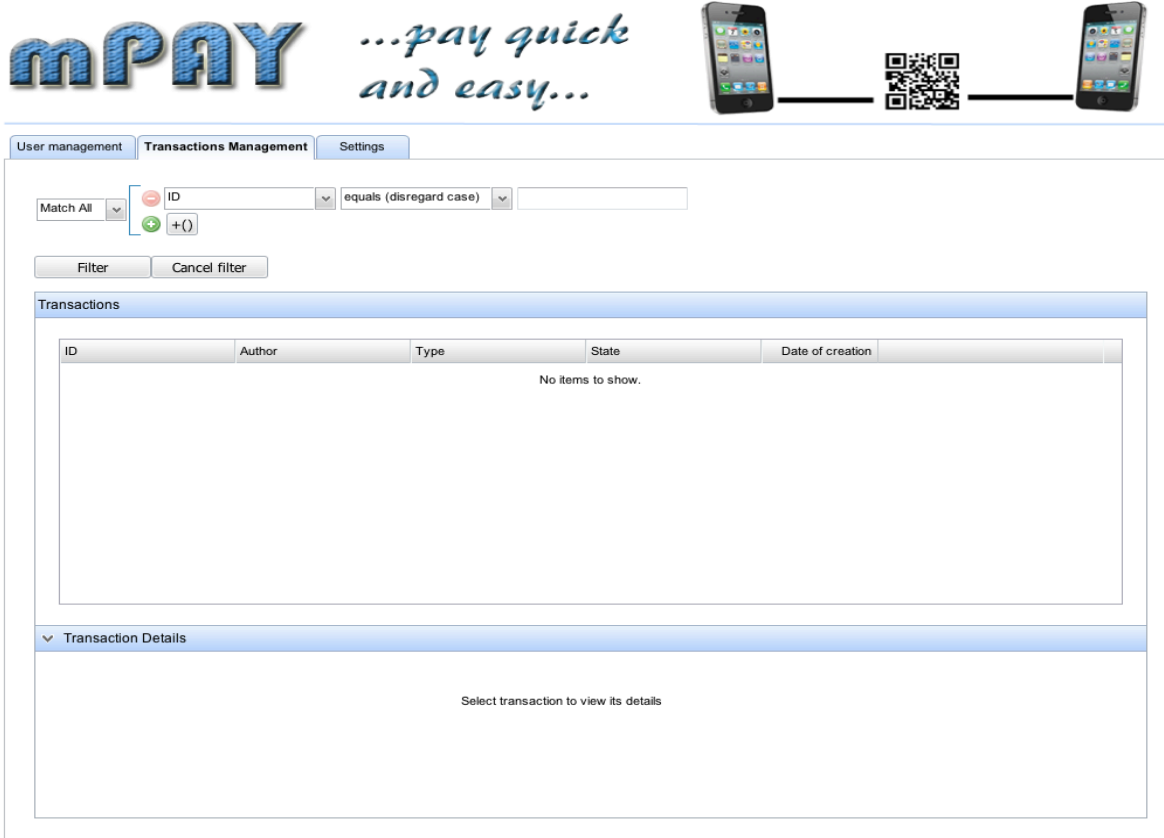 mPAY
...pay quick
and easy...
User management
Transactions Management
Settings
Match All
ID
equals (disregard case)
+()
Filter
Cancel filter
Transactions
ID
Author
Type
State
Date of creation
No items to show.
Transaction Details
Select transaction to view its details